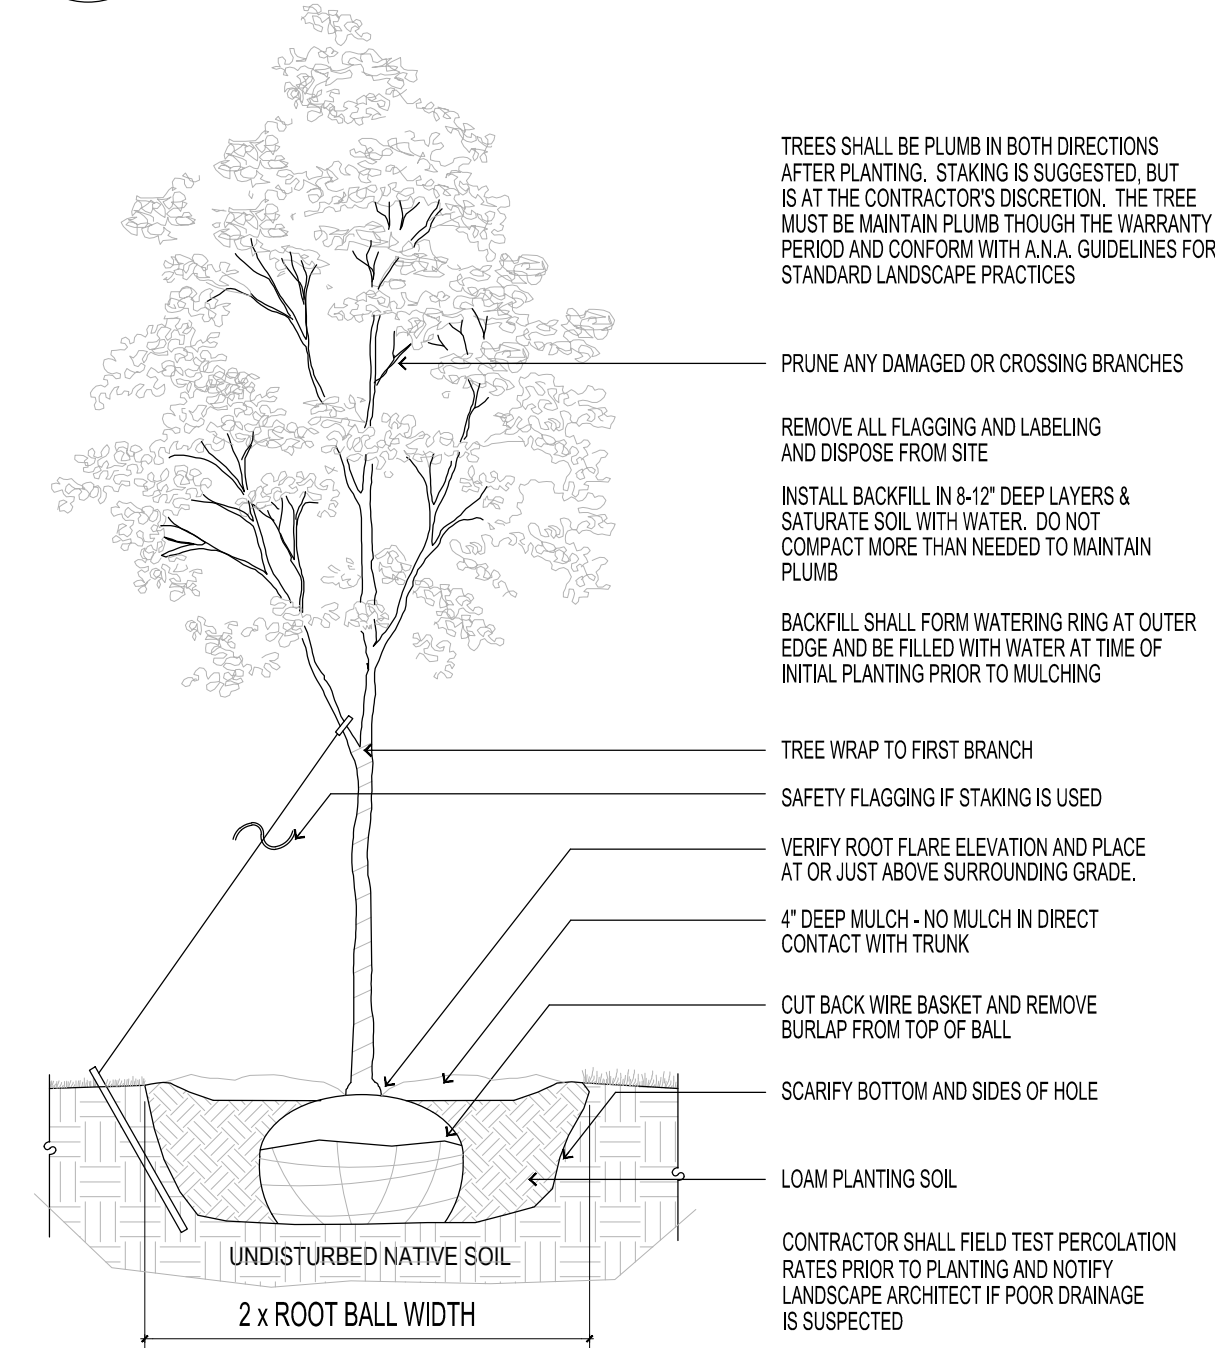 TREES SHALL BE PLUMB IN BOTH DIRECTIONS
AFTER PLANTING.  STAKING IS SUGGESTED, BUT
IS AT THE CONTRACTOR'S DISCRETION.  THE TREE
MUST BE MAINTAIN PLUMB THOUGH THE WARRANTY
PERIOD AND CONFORM WITH A.N.A. GUIDELINES FOR
STANDARD LANDSCAPE PRACTICES
PRUNE ANY DAMAGED OR CROSSING BRANCHES
REMOVE ALL FLAGGING AND LABELING
AND DISPOSE FROM SITE
INSTALL BACKFILL IN 8-12" DEEP LAYERS &
SATURATE SOIL WITH WATER.  DO NOT
COMPACT MORE THAN NEEDED TO MAINTAIN
PLUMB
BACKFILL SHALL FORM WATERING RING AT OUTER
EDGE AND BE FILLED WITH WATER AT TIME OF
INITIAL PLANTING PRIOR TO MULCHING
TREE WRAP TO FIRST BRANCH
SAFETY FLAGGING IF STAKING IS USED
VERIFY ROOT FLARE ELEVATION AND PLACE
AT OR JUST ABOVE SURROUNDING GRADE.
4" DEEP MULCH - NO MULCH IN DIRECT
CONTACT WITH TRUNK
CUT BACK WIRE BASKET AND REMOVE
BURLAP FROM TOP OF BALL
SCARIFY BOTTOM AND SIDES OF HOLE
LOAM PLANTING SOIL
CONTRACTOR SHALL FIELD TEST PERCOLATION
RATES PRIOR TO PLANTING AND NOTIFY
LANDSCAPE ARCHITECT IF POOR DRAINAGE
IS SUSPECTED
UNDISTURBED NATIVE SOIL
2 x ROOT BALL WIDTH